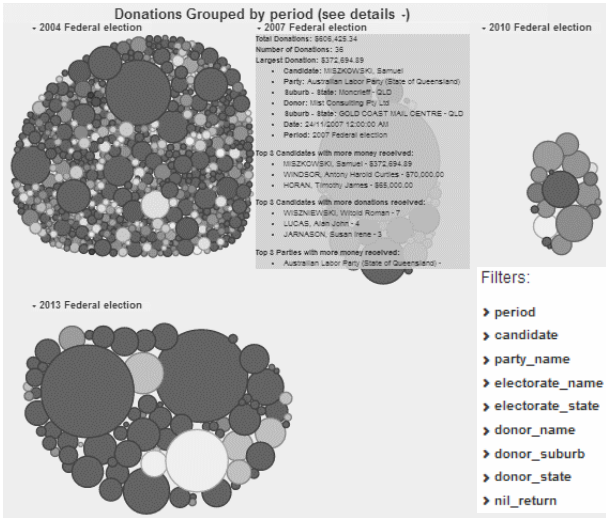 Donations Grouped by period (see details -)
- 2004 Federal election
- 2007 Federal election
- 2010 Federal election
Total Donations: $606,425.34
Number of Donations: 36
Largest Donation: $372,694.89
Candidate: MISZKOWSKI, Samuel
Party: Australian Labor Party (State of Queensland)
Suburb - State: Moncrieff - QLD
Donor: Mist Consulting Pty Ltd
Suburb - State: GOLD COAST MAIL CENTRE - QLD
Date: 24/11/2007 12:00:00 AM
Period: 2007 Federal election
Top 3 Candidates with more money received:
MISZKOWSKI, Samuel - $372,694.89
WINDSOR, Antony Harold Curties - $70,000.00
HORAN, Timothy James - $65,000.00
Top 3 Candidates with more donations received:
WISZNIEWSKI, Witold Roman - 7
LUCAS, Alan John - 4
JARNASON, Susan Irene - 3
Top 3 Parties with more money received:
Australian Labor Party (State of Queensland) -
- 2013 Federal election
Filters:
period
candidate
party_name
electorate_name
electorate_state
donor_name
donor_suburb
donor_state
nil_return